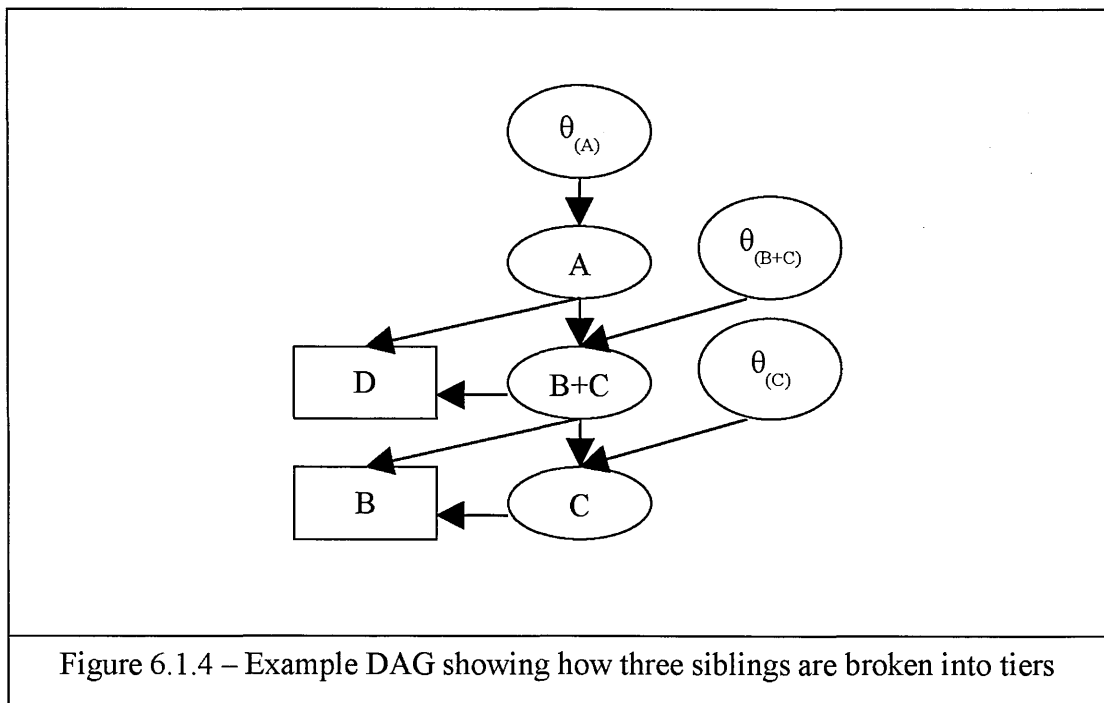 θ(A)
A
θ(B+C)
D
B+C
θ(C)
B
C
Figure 6.1.4 – Example DAG showing how three siblings are broken into tiers